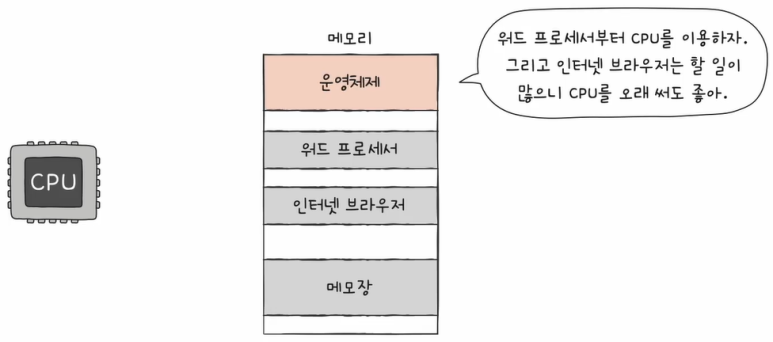 메모리
워드 프로세서부터 CPU를 이용하자.
그리고 인터넷 브라우저는 할 일이
많으니 CPU를 오래 써도 좋아.
운영체제
워드 프로세서
CPU
인터넷 브라우저
메모장